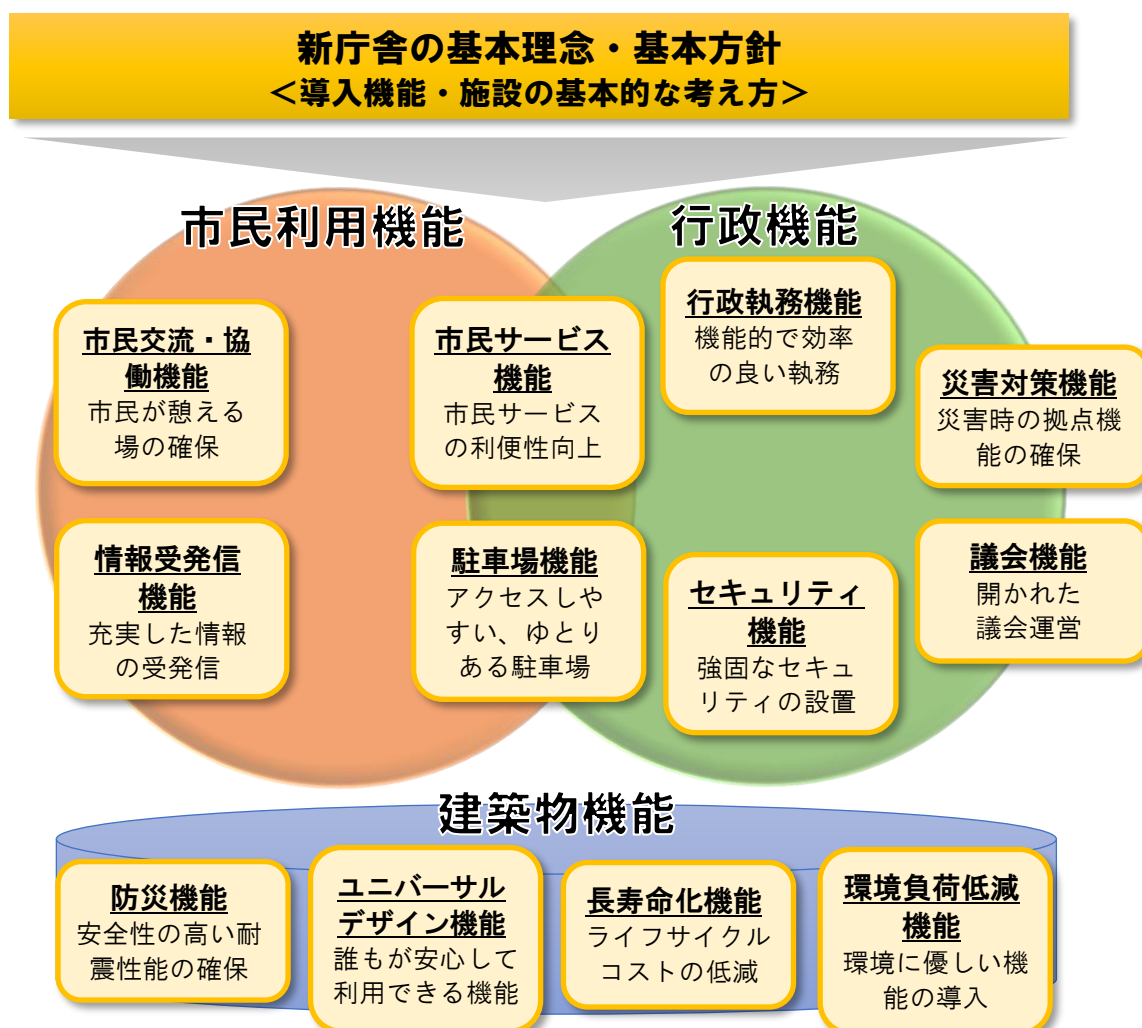 新庁舎の基本理念・基本方針
＜導入機能・施設の基本的な考え方＞
市民利用機能
行政機能
市民交流・協
働機能
市民が憩える
場の確保
市民サービス
機能
市民サービス
の利便性向上
行政執務機能
機能的で効率
の良い執務
災害対策機能
災害時の拠点機
能の確保
情報受発信
機能
充実した情報
の受発信
駐車場機能
アクセスしや
すい、ゆとり
ある駐車場
セキュリティ
機能
強固なセキュ
リティの設置
議会機能
開かれた
議会運営
建築物機能
防災機能
安全性の高い耐
震性能の確保
ユニバーサル
デザイン機能
誰もが安心して
利用できる機能
長寿命化機能
ライフサイクル
コストの低減
環境負荷低減
機能
環境に優しい機
能の導入